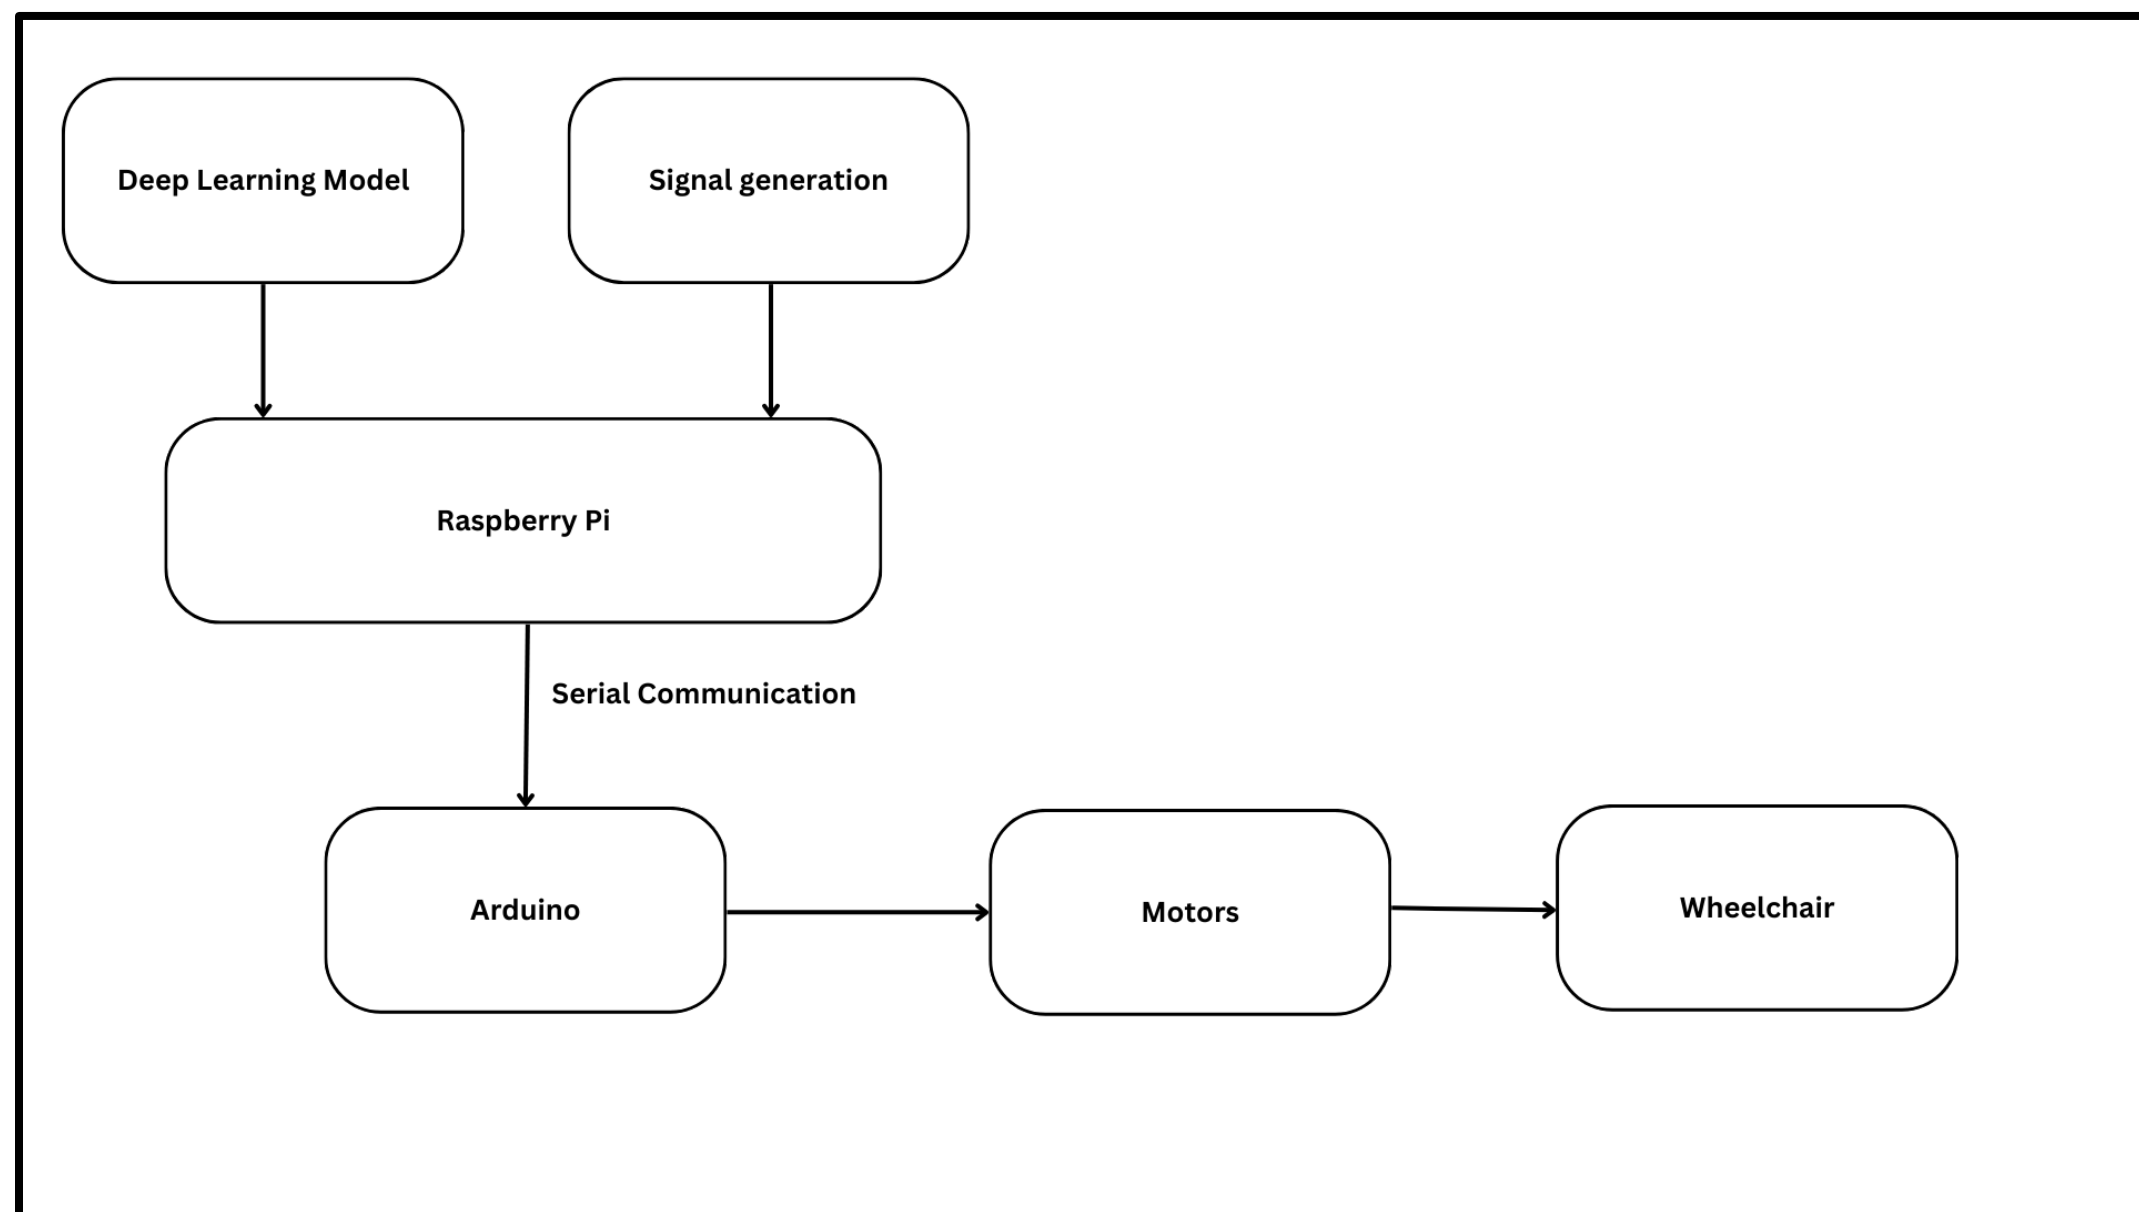 Deep Learning Model
Signal generation
Raspberry Pi
Serial Communication
Arduino
Motors
Wheelchair